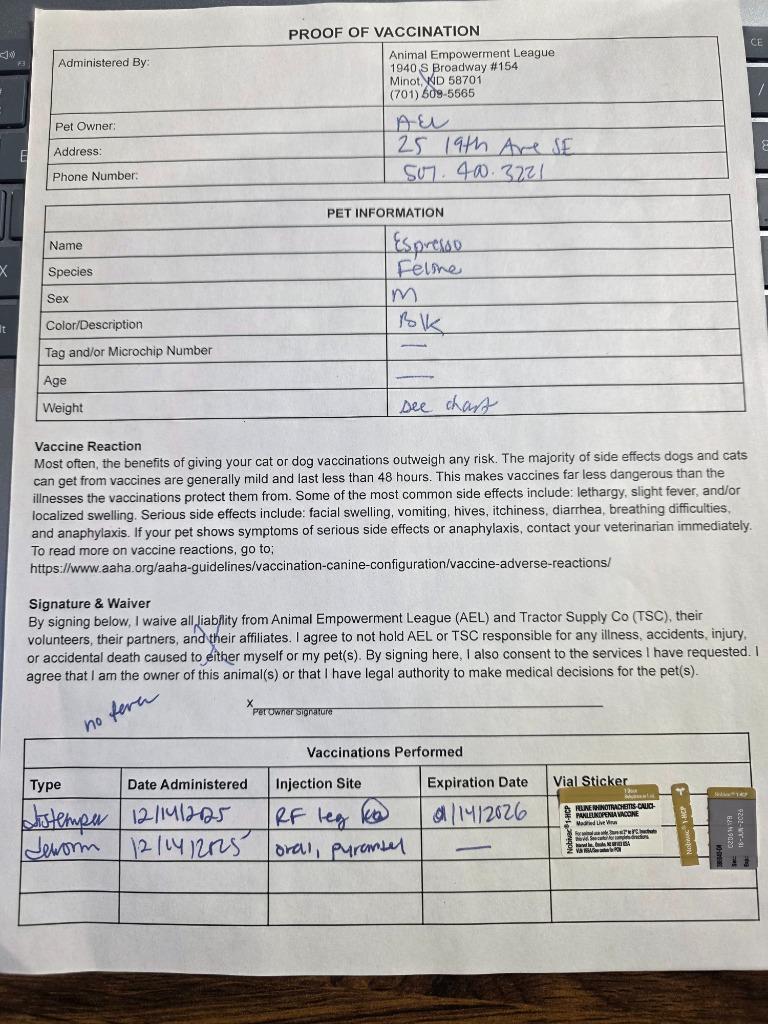 PROOF OF VACCINATION
Administered By:
Animal Empowerment League
1940 S Broadway #154
Minot, ND 58701
(701) 509-5565
Pet Owner: AEL
Address: 25 19th Ave SE
Phone Number: 507.400.3221
PET INFORMATION
Name Espresso
Species Feline
Sex M
Color/Description Blk
Tag and/or Microchip Number —
Age —
Weight see chart
Vaccine Reaction
Most often, the benefits of giving your cat or dog vaccinations outweigh any risk. The majority of side effects dogs and cats
can get from vaccines are generally mild and last less than 48 hours. This makes vaccines far less dangerous than the
illnesses the vaccinations protect them from. Some of the most common side effects include: lethargy, slight fever, and/or
localized swelling. Serious side effects include: facial swelling, vomiting, hives, itchiness, diarrhea, breathing difficulties,
and anaphylaxis. If your pet shows symptoms of serious side effects or anaphylaxis, contact your veterinarian immediately.
To read more on vaccine reactions, go to;
https://www.aaha.org/aaha-guidelines/vaccination-canine-configuration/vaccine-adverse-reactions/
Signature & Waiver
By signing below, I waive all liability from Animal Empowerment League (AEL) and Tractor Supply Co (TSC), their
volunteers, their partners, and their affiliates. I agree to not hold AEL or TSC responsible for any illness, accidents, injury,
or accidental death caused to either myself or my pet(s). By signing here, I also consent to the services I have requested. I
agree that I am the owner of this animal(s) or that I have legal authority to make medical decisions for the pet(s).
no fever
X
Pet Owner Signature
Vaccinations Performed
Type Date Administered Injection Site Expiration Date Vial Sticker
distemper 12/14/2025 RF leg 01/14/2026
deworm 12/14/2025 oral, pyrantel —
1 Dose
Nobivac® 1-HCP
FELINE RHINOTRACHEITIS-CALICI-
PANLEUKOPENIA VACCINE
Modified Live Virus
Nobivac® 1-HCP
Nobivac® 1-HCP